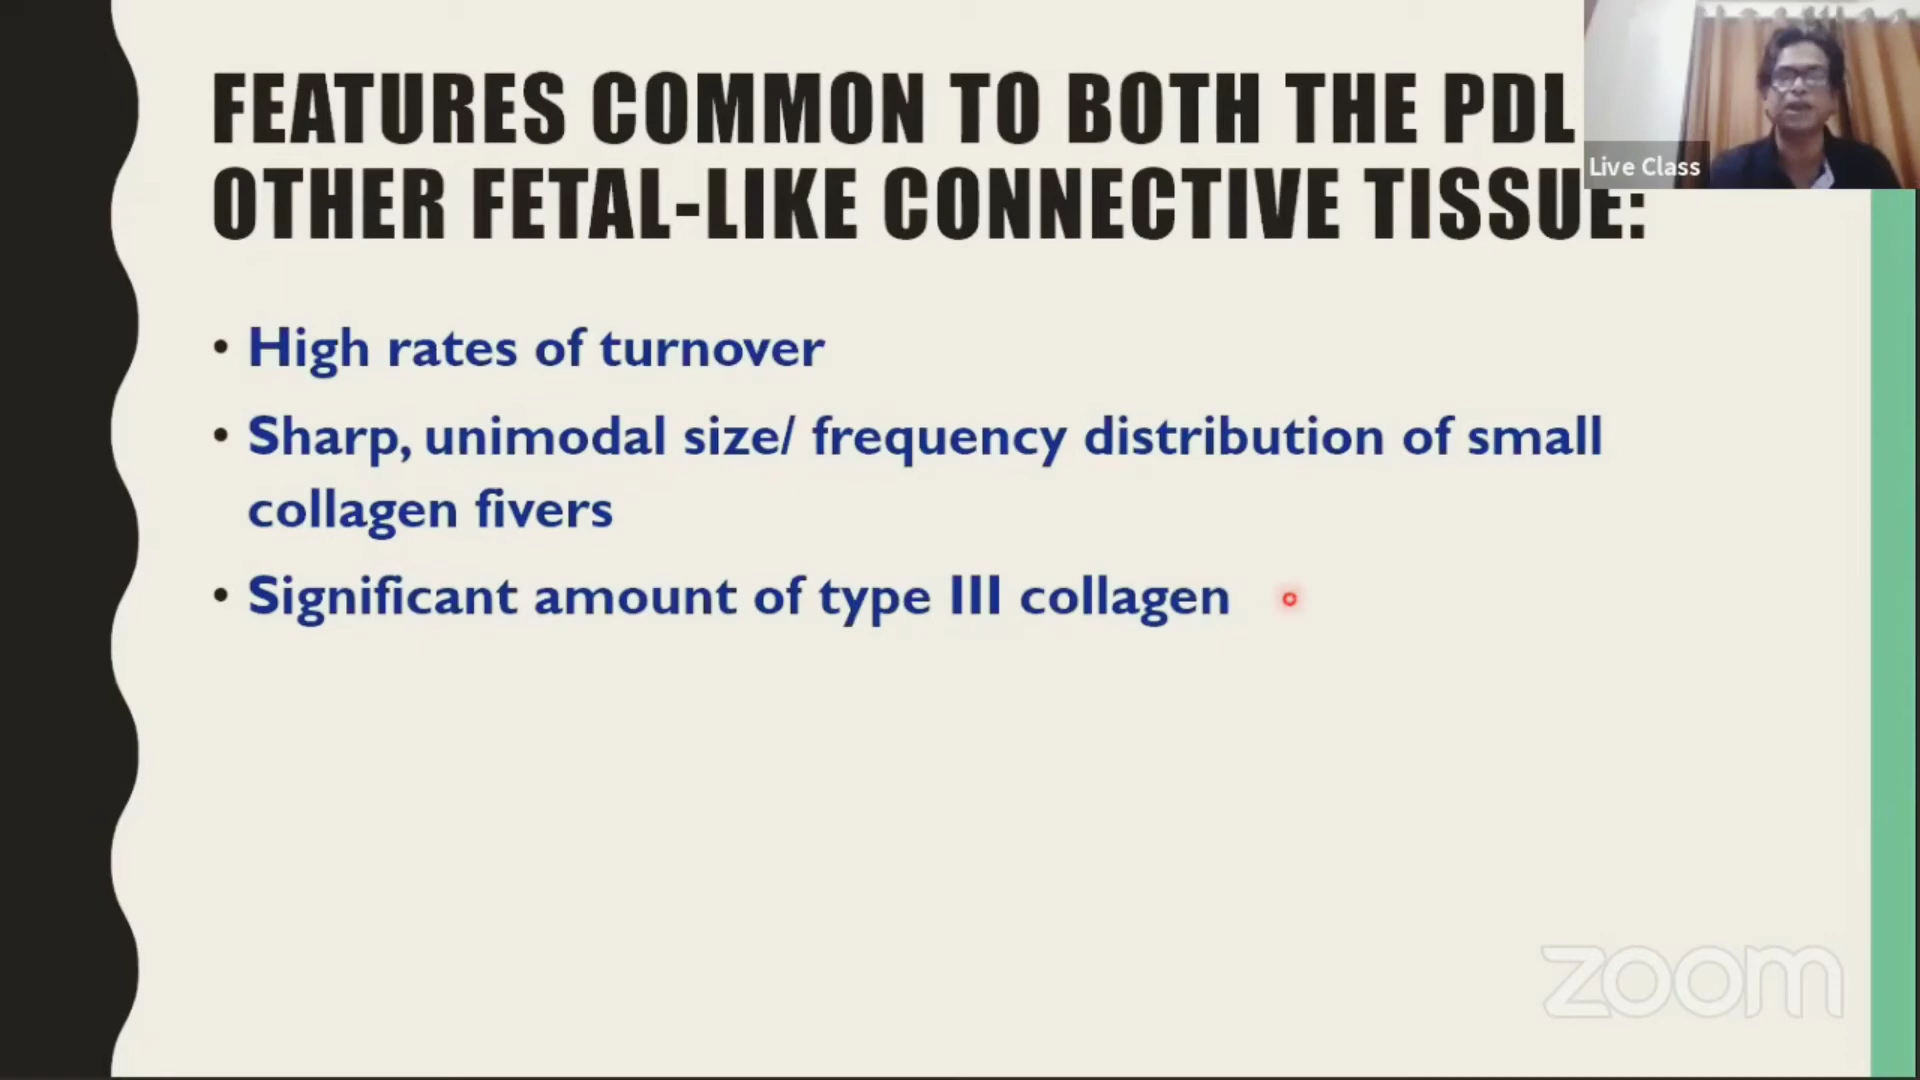 FEATURES COMMON TO BOTH THE PDL
OTHER FETAL-LIKE CONNECTIVE TISSUE:
• High rates of turnover
• Sharp, unimodal size/ frequency distribution of small
collagen fivers
• Significant amount of type III collagen
Live Class
zoom